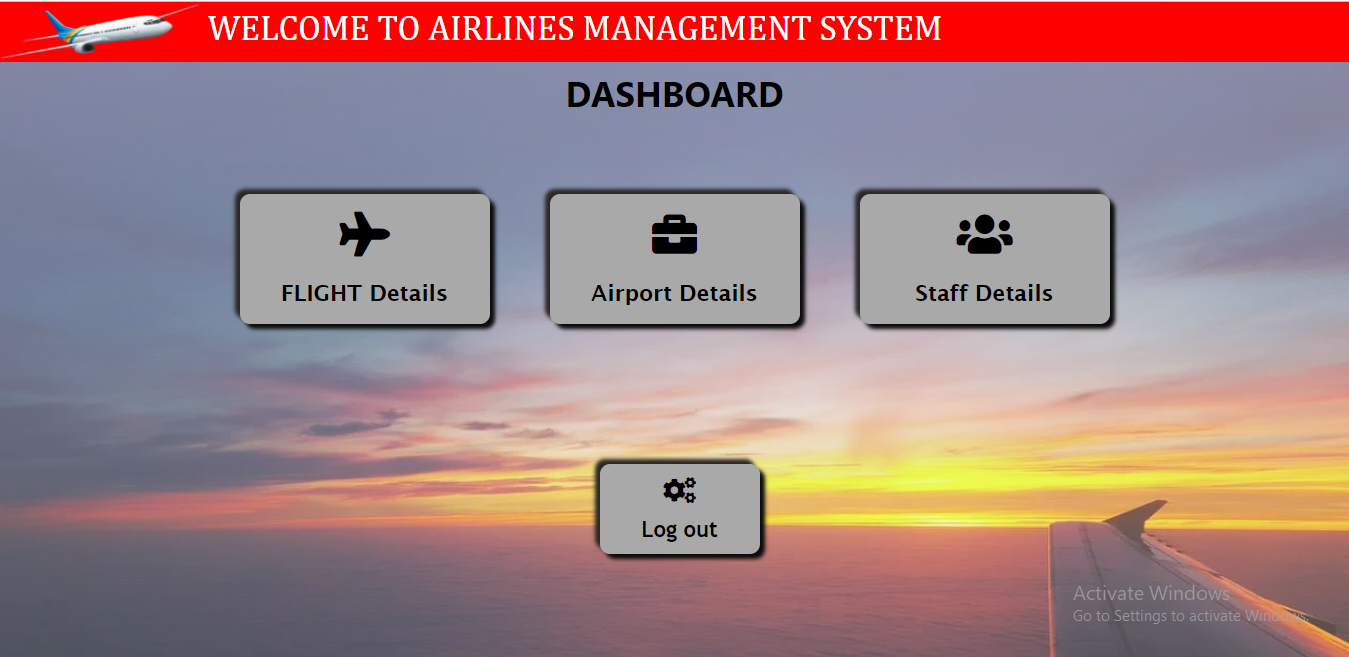 WELCOME TO AIRLINES MANAGEMENT SYSTEM
DASHBOARD
FLIGHT Details
Airport Details
Staff Details
Log out
Activate Windows
Go to Settings to activate Windows.